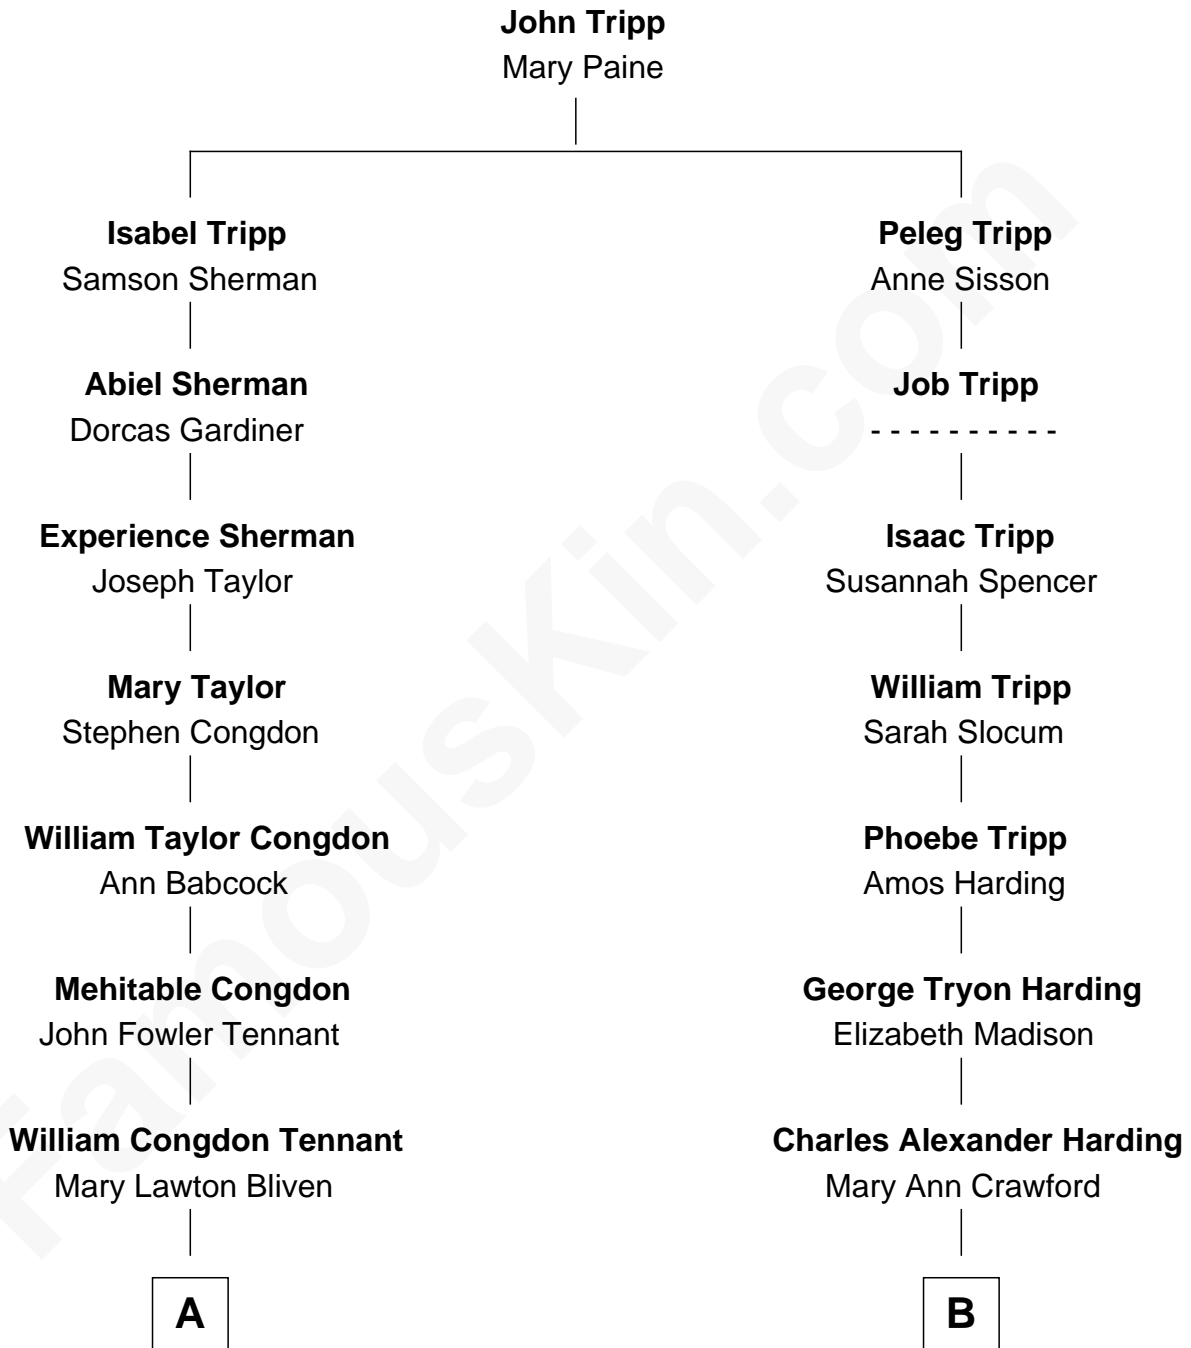 John Tripp
Mary Paine
Isabel Tripp
Samson Sherman
Peleg Tripp
Anne Sisson
Abiel Sherman
Dorcas Gardiner
Job Tripp
- - - - - - - - - -
Experience Sherman
Joseph Taylor
Isaac Tripp
Susannah Spencer
Mary Taylor
Stephen Congdon
William Tripp
Sarah Slocum
William Taylor Congdon
Ann Babcock
Phoebe Tripp
Amos Harding
Mehitable Congdon
John Fowler Tennant
George Tryon Harding
Elizabeth Madison
William Congdon Tennant
Mary Lawton Bliven
Charles Alexander Harding
Mary Ann Crawford
A
B
FamousKin.com